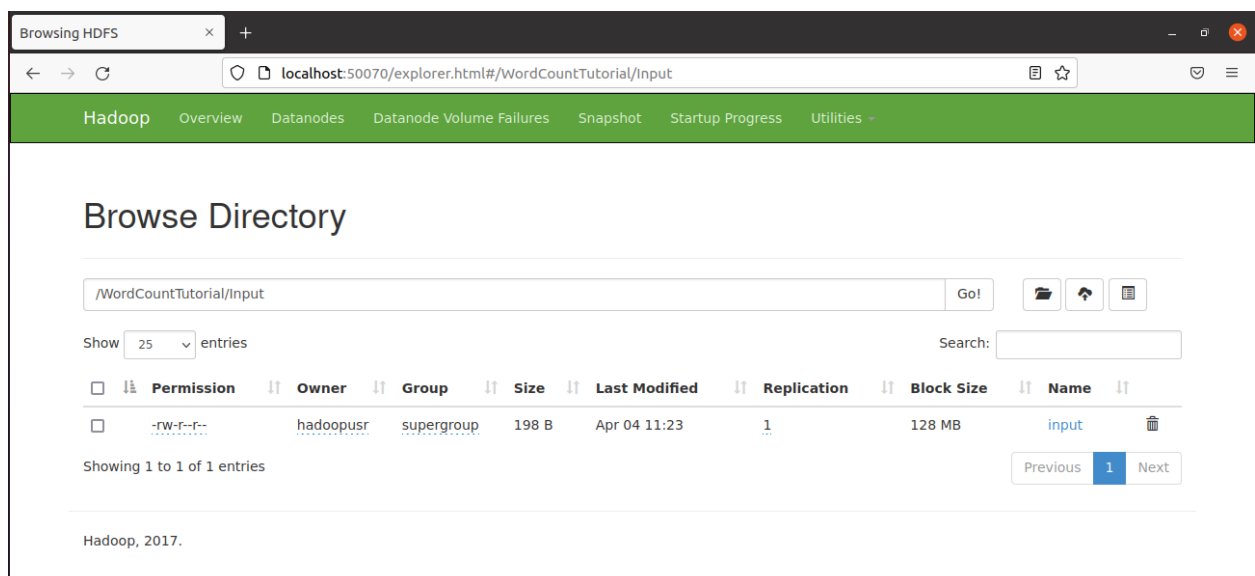 Browsing HDFS
localhost:50070/explorer.html#/WordCountTutorial/Input
Hadoop Overview Datanodes Datanode Volume Failures Snapshot Startup Progress Utilities
Browse Directory
/WordCountTutorial/Input Go!
Show 25 entries Search:
Permission Owner Group Size Last Modified Replication Block Size Name
-rw-r--r-- hadoopusr supergroup 198 B Apr 04 11:23 1 128 MB input
Showing 1 to 1 of 1 entries Previous 1 Next
Hadoop, 2017.